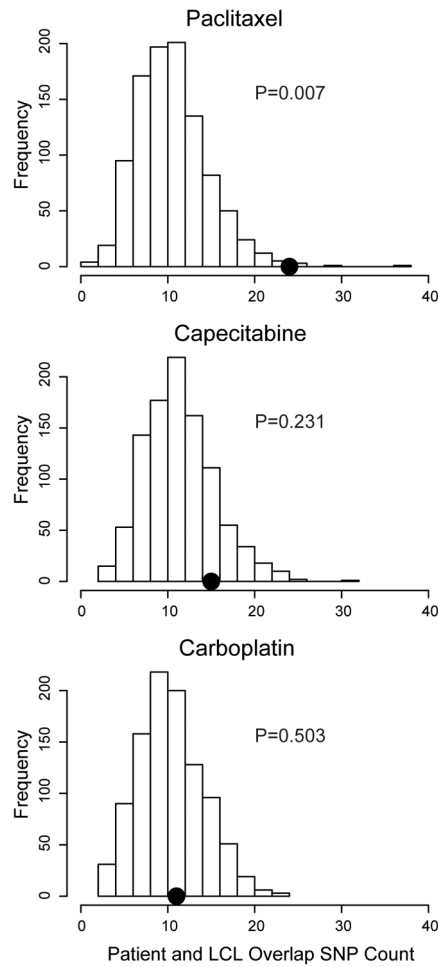 Paclitaxel
P=0.007
Frequency
200
150
100
50
0
0 10 20 30 40
Capecitabine
P=0.231
Frequency
200
150
100
50
0
0 10 20 30 40
Carboplatin
P=0.503
Frequency
200
150
100
50
0
0 10 20 30 40
Patient and LCL Overlap SNP Count